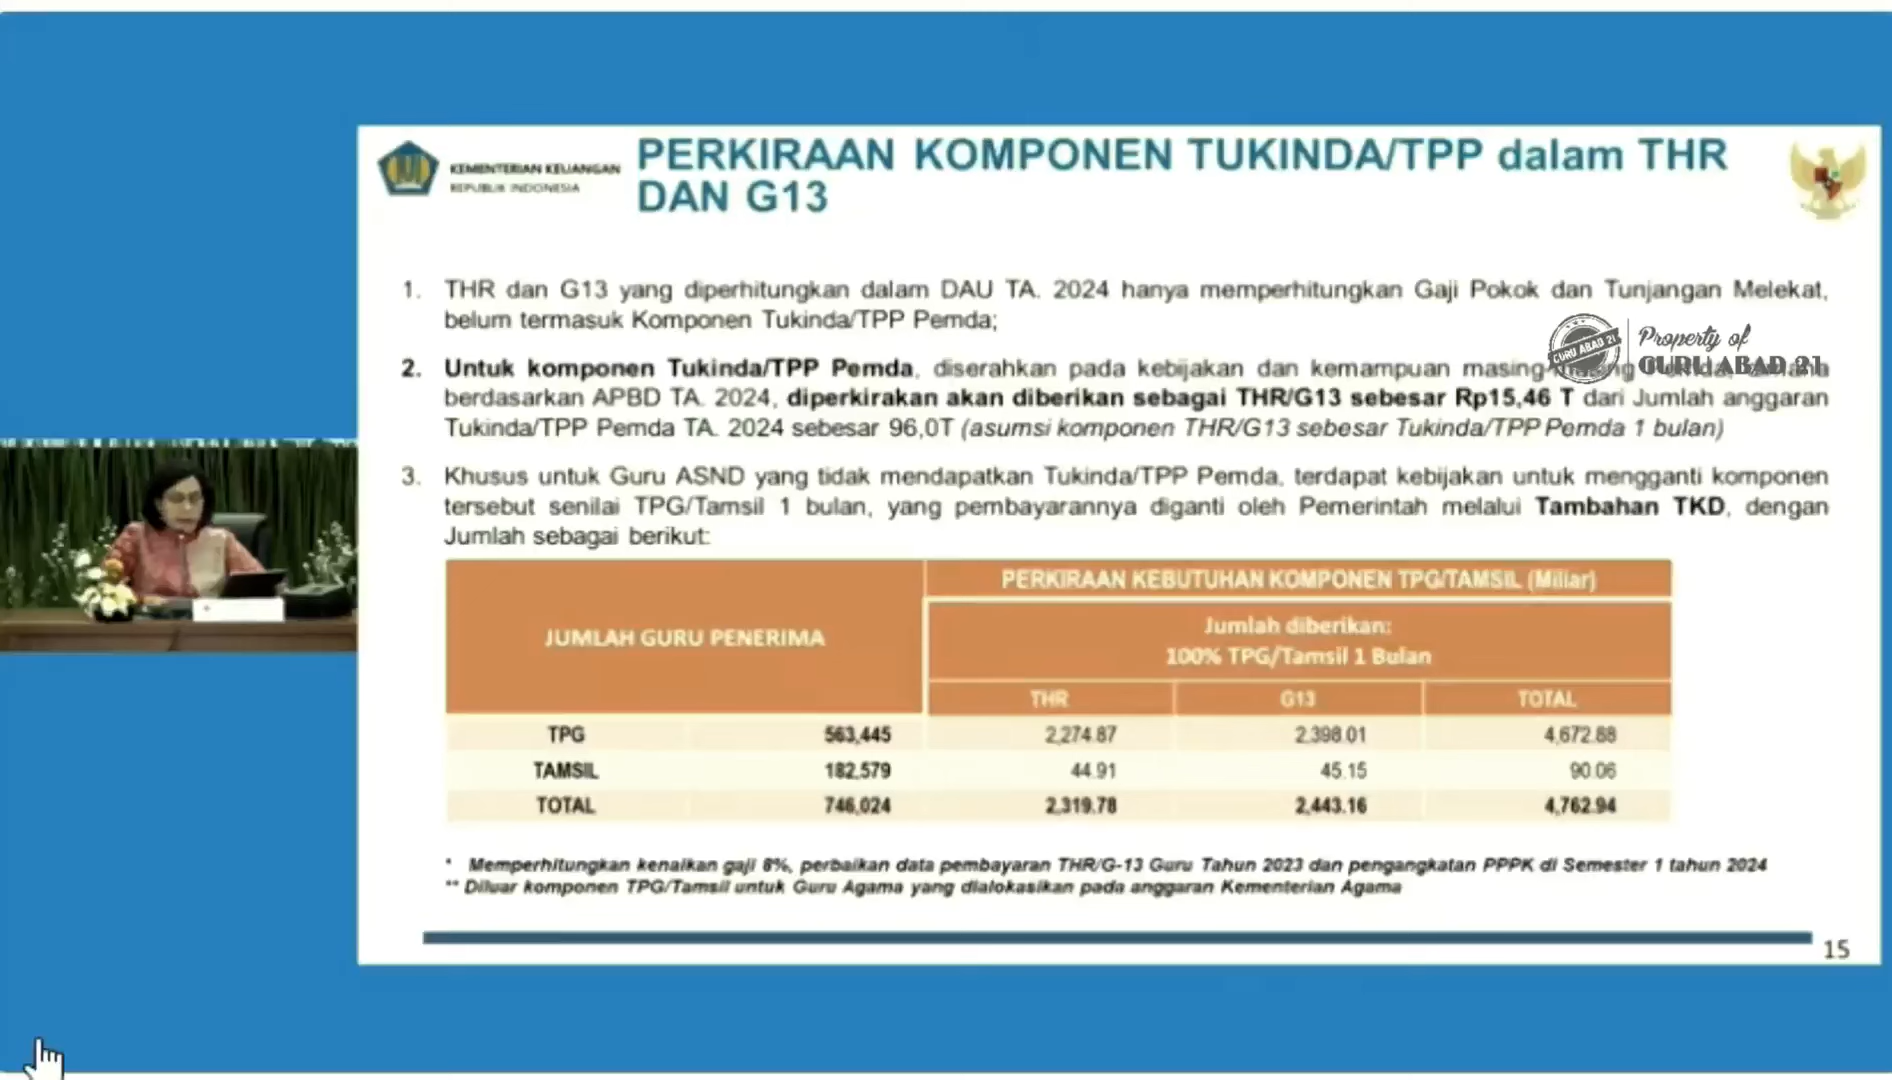 KEMENTERIAN KEUANGAN
REPUBLIK INDONESIA
PERKIRAAN KOMPONEN TUKINDA/TPP dalam THR
DAN G13
1. THR dan G13 yang diperhitungkan dalam DAU TA. 2024 hanya memperhitungkan Gaji Pokok dan Tunjangan Melekat,
belum termasuk Komponen Tukinda/TPP Pemda;
Property of
GURU ABAD 21
GURU ABAD 21
2. Untuk komponen Tukinda/TPP Pemda, diserahkan pada kebijakan dan kemampuan masing-
berdasarkan APBD TA. 2024, diperkirakan akan diberikan sebagai THR/G13 sebesar Rp15,46 T dari Jumlah anggaran
Tukinda/TPP Pemda TA. 2024 sebesar 96,0T (asumsi komponen THR/G13 sebesar Tukinda/TPP Pemda 1 bulan)
3. Khusus untuk Guru ASND yang tidak mendapatkan Tukinda/TPP Pemda, terdapat kebijakan untuk mengganti komponen
tersebut senilai TPG/Tamsil 1 bulan, yang pembayarannya diganti oleh Pemerintah melalui Tambahan TKD, dengan
Jumlah sebagai berikut:
JUMLAH GURU PENERIMA
PERKIRAAN KEBUTUHAN KOMPONEN TPG/TAMSIL (Miliar)
Jumlah diberikan:
100% TPG/Tamsil 1 Bulan
THR G13 TOTAL
TPG 563,445 2,274.87 2,398.01 4,672.88
TAMSIL 182,579 44.91 45.15 90.06
TOTAL 746,024 2,319.78 2,443.16 4,762.94
* Memperhitungkan kenaikan gaji 8%, perbaikan data pembayaran THR/G-13 Guru Tahun 2023 dan pengangkatan PPPK di Semester 1 tahun 2024
** Diluar komponen TPG/Tamsil untuk Guru Agama yang dialokasikan pada anggaran Kementerian Agama
15